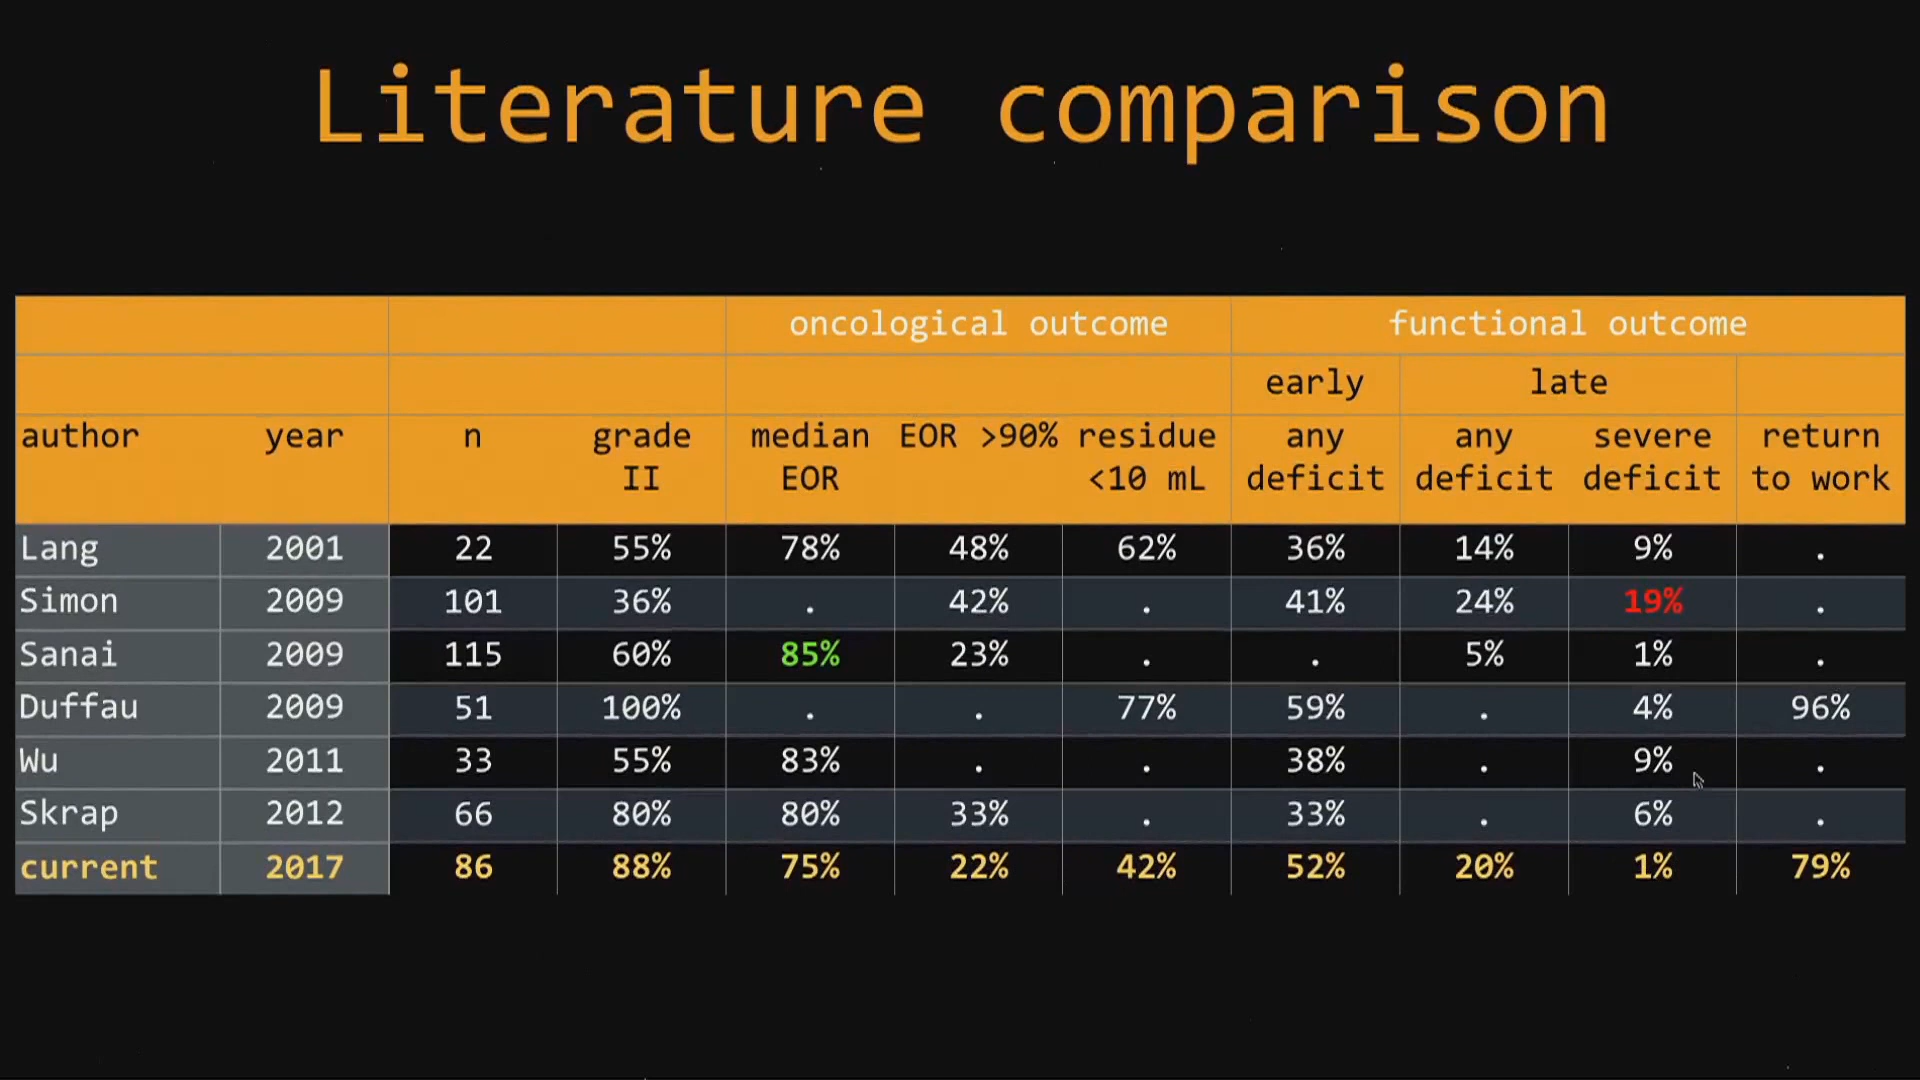 Literature comparison
oncological outcome functional outcome
early late
author year n grade II median EOR EOR >90% residue <10 mL any deficit any deficit severe deficit return to work
Lang 2001 22 55% 78% 48% 62% 36% 14% 9% .
Simon 2009 101 36% . 42% . 41% 24% 19% .
Sanai 2009 115 60% 85% 23% . . 5% 1% .
Duffau 2009 51 100% . . 77% 59% . 4% 96%
Wu 2011 33 55% 83% . . 38% . 9% .
Skrap 2012 66 80% 80% 33% . 33% . 6% .
current 2017 86 88% 75% 22% 42% 52% 20% 1% 79%